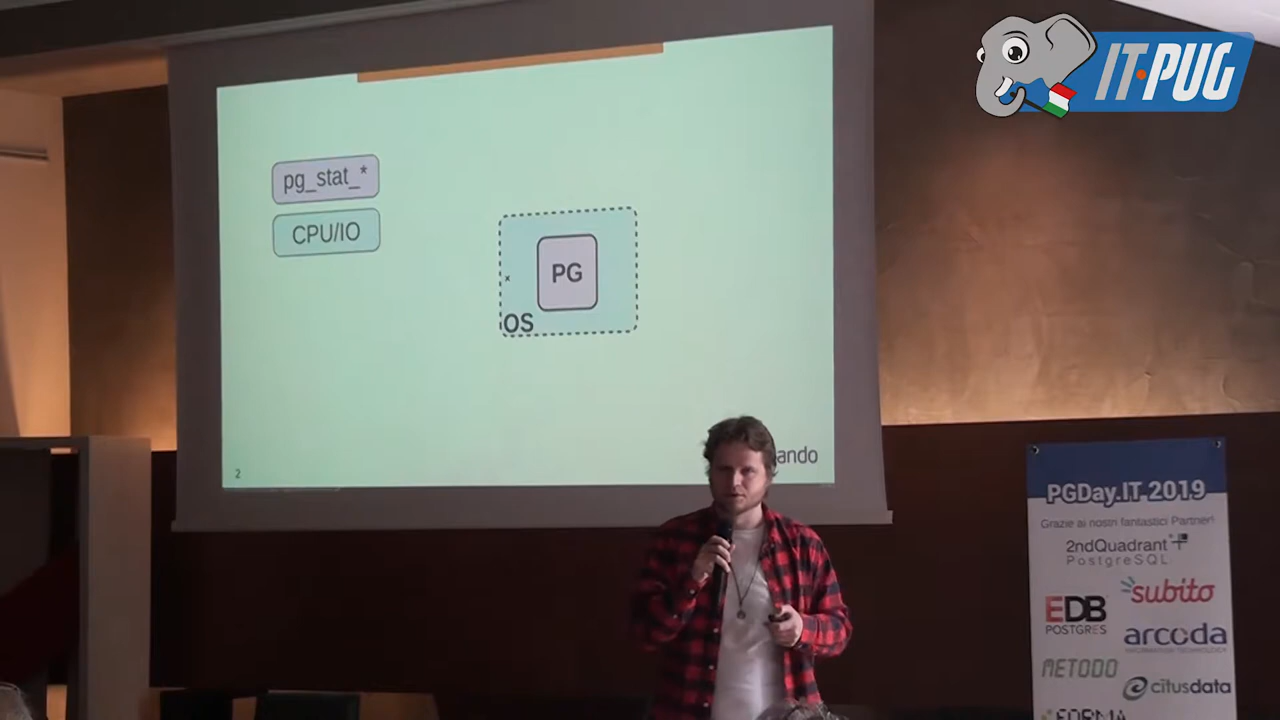 IT·PUG
pg_stat_*
CPU/IO
PG
x
OS
2
ando
PGDay.IT 2019
Grazie ai nostri fantastici Partner!
2ndQuadrant
PostgreSQL
subito
EDB
POSTGRES
arcoda
METODO
citusdata